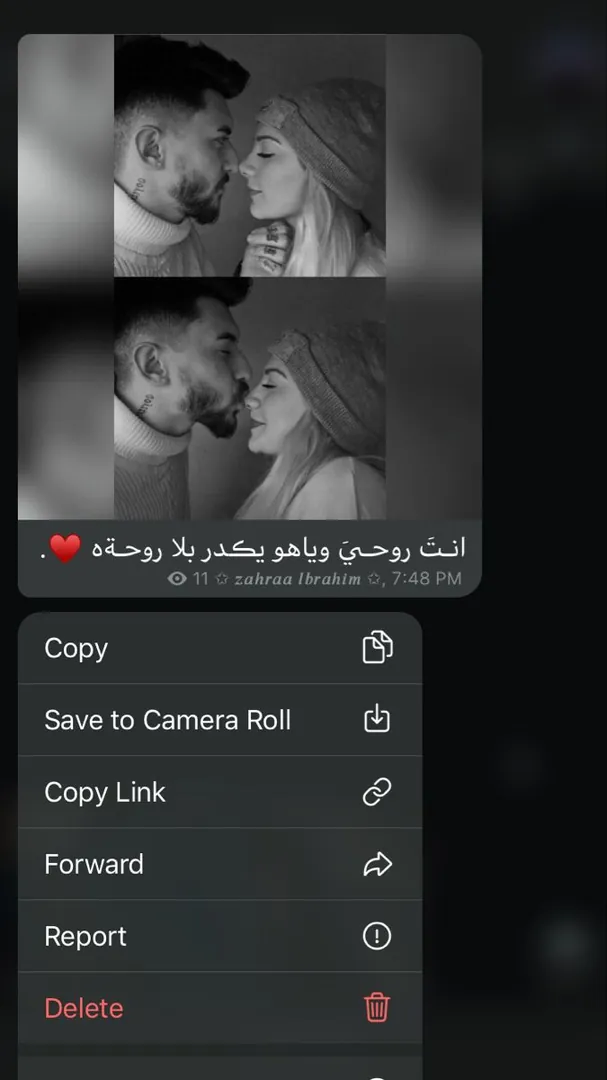 انـتَ روحـيَ وياهو يكدر بلا روحـةه ♥️.
11 ✩ 𝒛𝒂𝒉𝒓𝒂𝒂 𝑰𝒃𝒓𝒂𝒉𝒊𝒎 ✩, 7:48 PM
Copy
Save to Camera Roll
Copy Link
Forward
Report
Delete